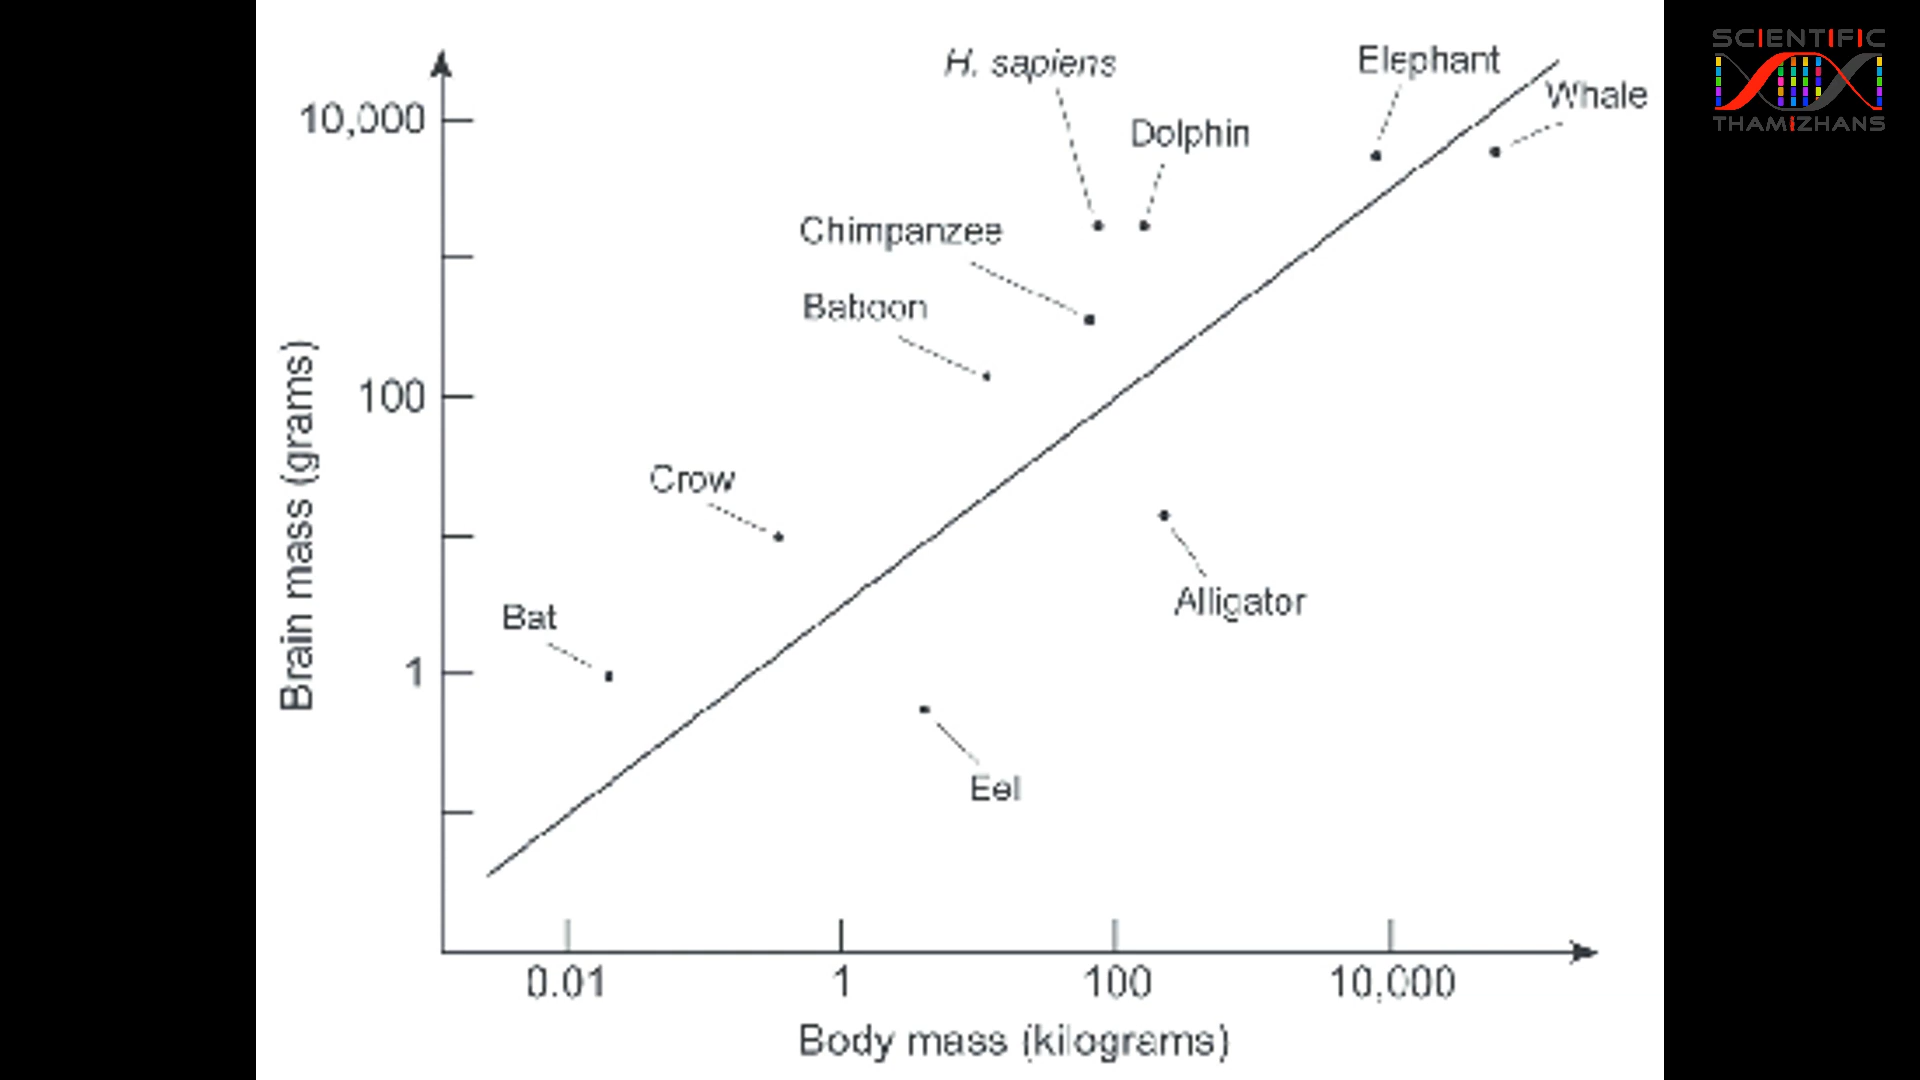 SCIENTIFIC
THAMIZHANS
H. sapiens
Elephant
Whale
10,000
Dolphin
Chimpanzee
Baboon
100
Brain mass (grams)
Crow
Alligator
Bat
1
Eel
0.01
1
100
10,000
Body mass (kilograms)